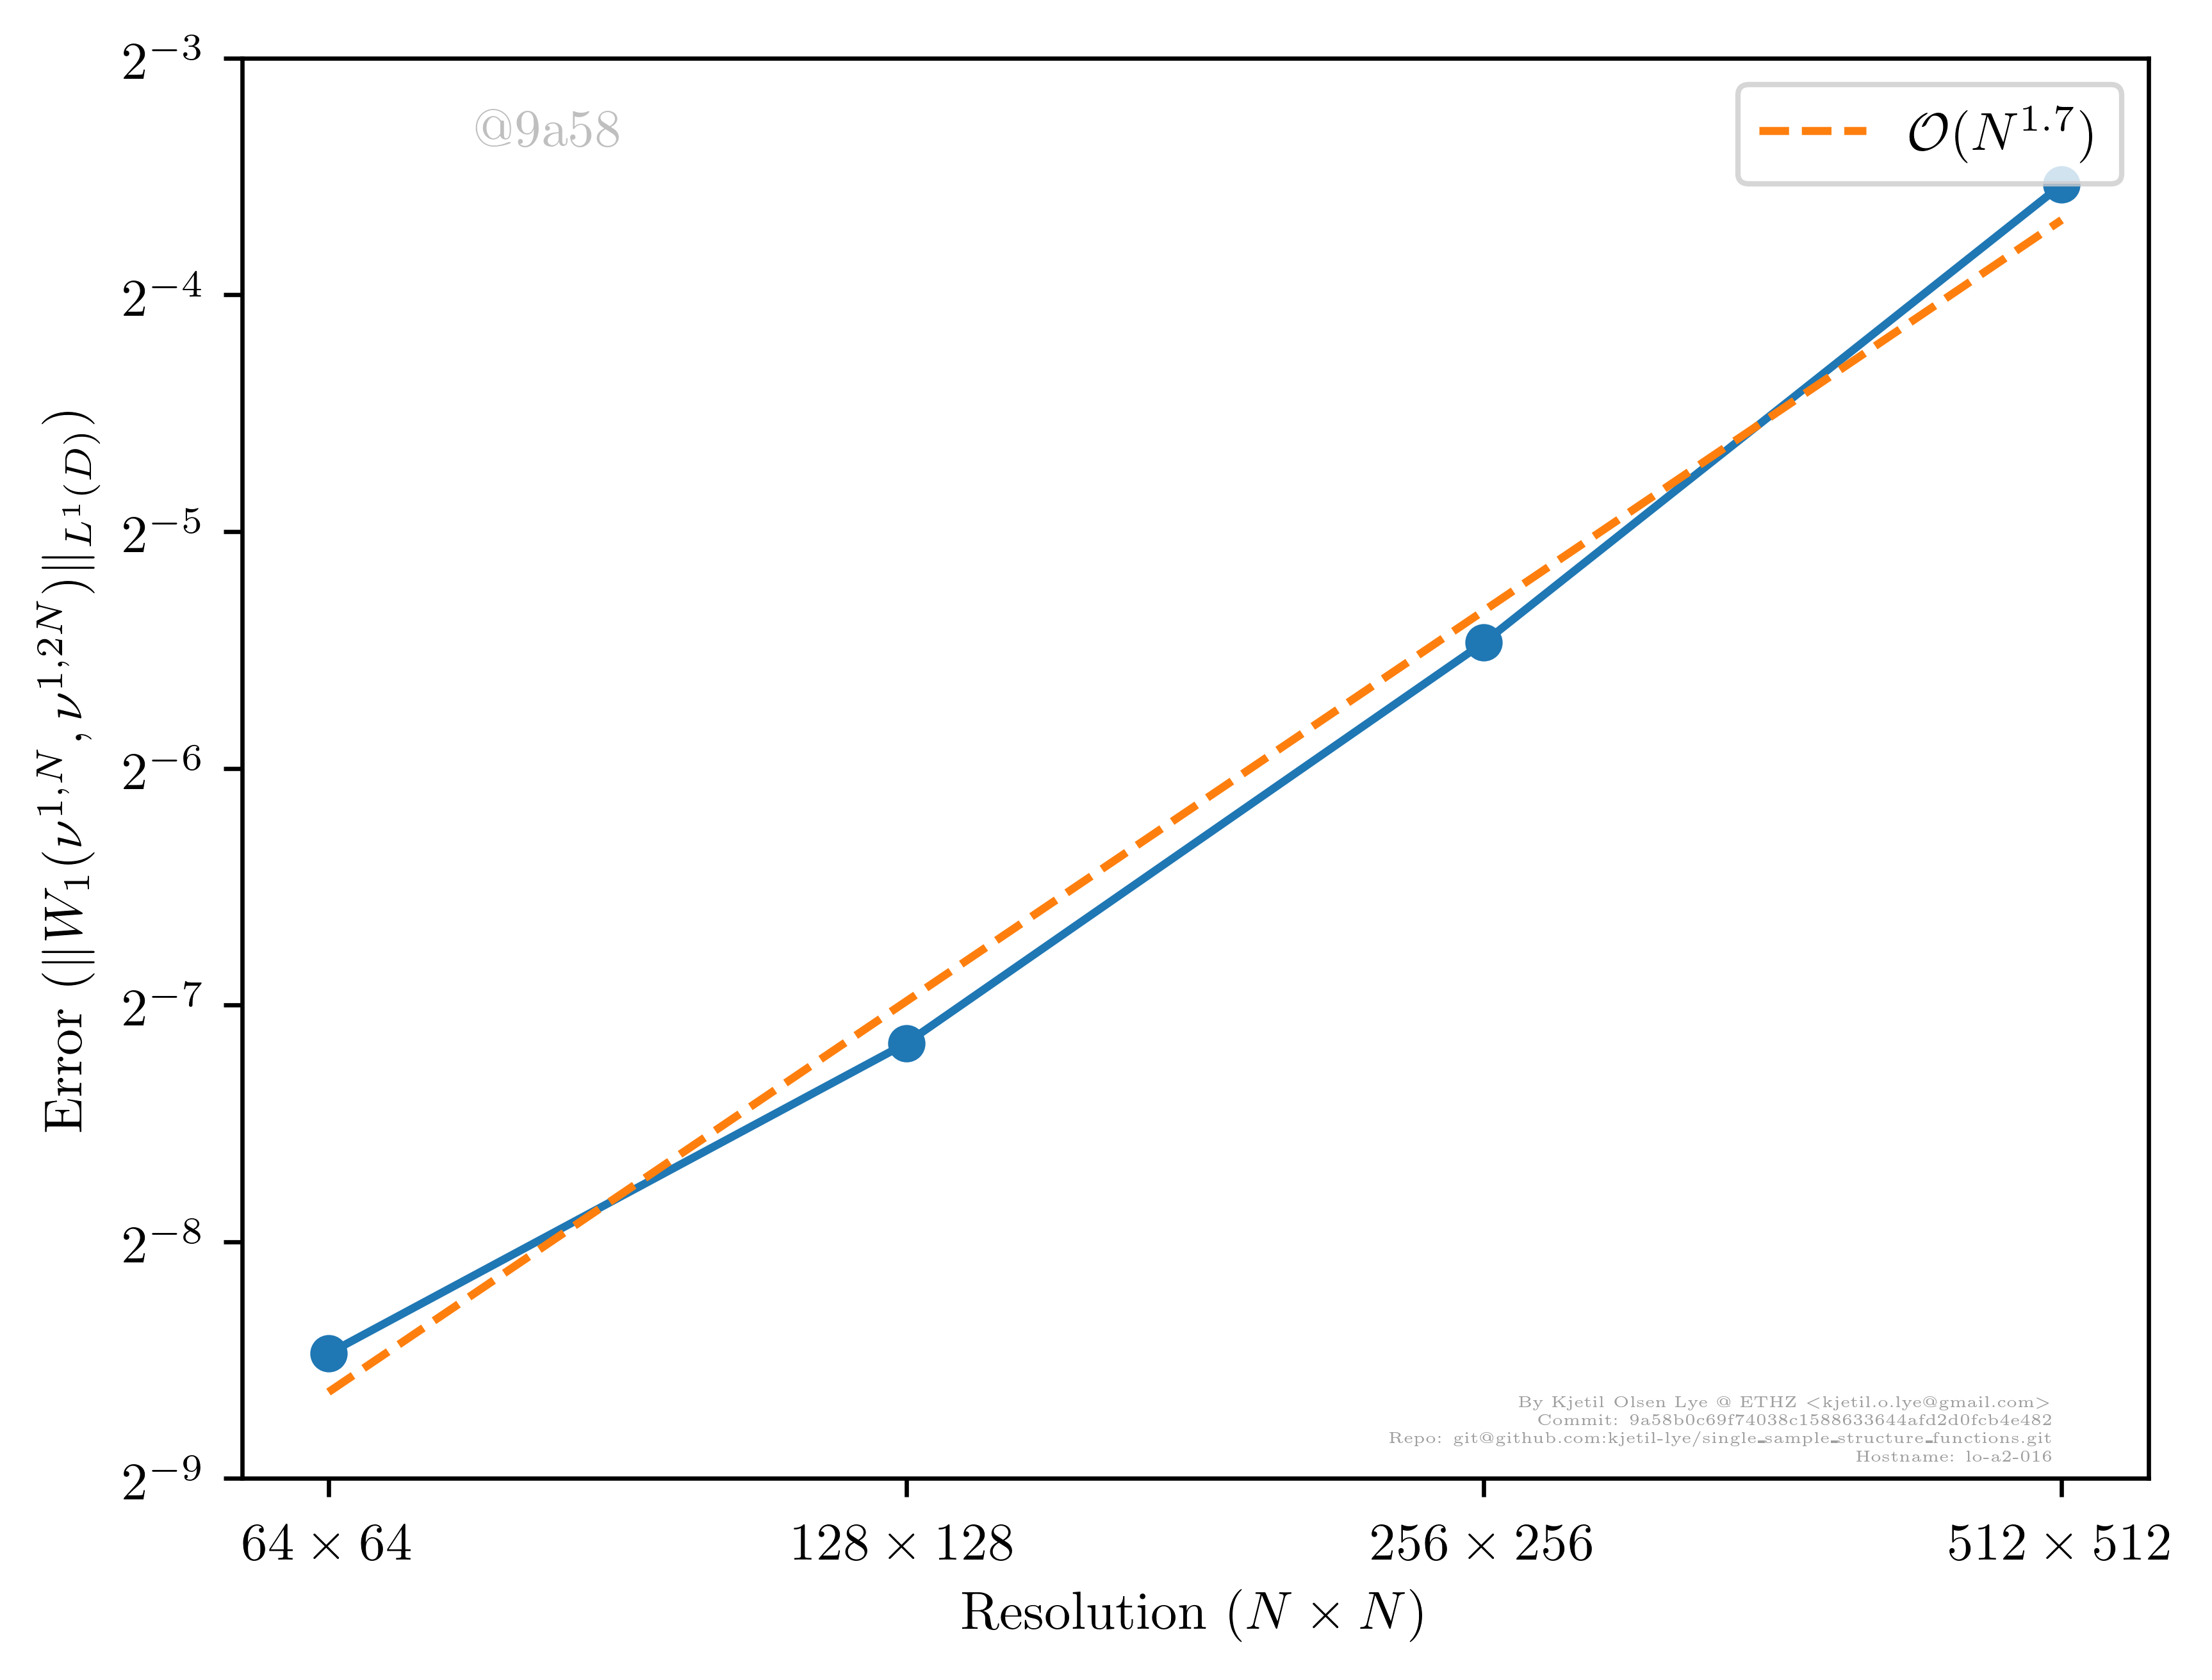 2⁻³
2⁻⁴
2⁻⁵
2⁻⁶
2⁻⁷
2⁻⁸
2⁻⁹
Error (||W₁(ν^{1,N}, ν^{1,2N})||_{L¹(D)})
@9a58
𝒪(N^{1.7})
By Kjetil Olsen Lye @ ETHZ <kjetil.o.lye@gmail.com>
Commit: 9a58b0c69f74038c1588633644afd2d0fcb4e482
Repo: git@github.com:kjetil-lye/single_sample_structure_functions.git
Hostname: lo-a2-016
64 × 64 128 × 128 256 × 256 512 × 512
Resolution (N × N)